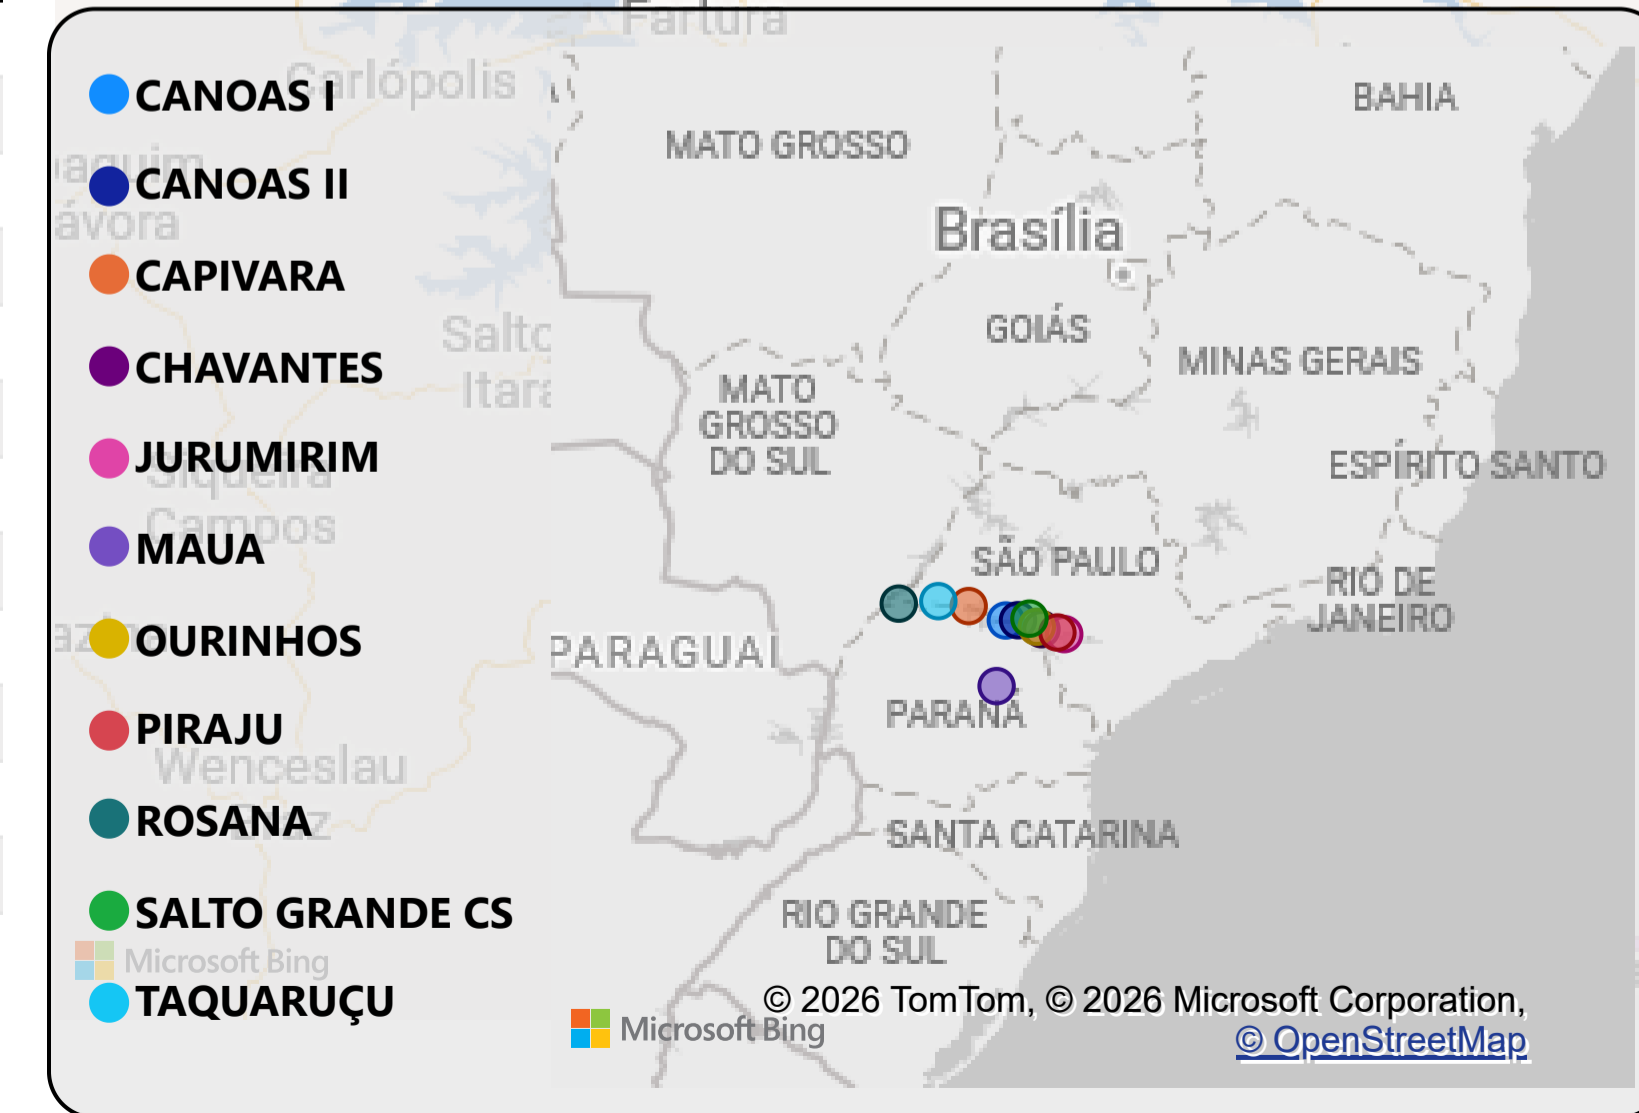 Fartura
Carlópolis
CANOAS I
CANOAS II
ávora
CAPIVARA
CHAVANTES
JURUMIRIM
Siqueira
Campos
MAUA
OURINHOS
PIRAJU
Wenceslau
Braz
ROSANA
SALTO GRANDE CS
Microsoft Bing
TAQUARUÇU
BAHIA
MATO GROSSO
Brasília
GOIÁS
MINAS GERAIS
MATO
GROSSO
DO SUL
ESPÍRITO SANTO
SÃO PAULO
RIO DE
JANEIRO
PARAGUAI
PARANÁ
SANTA CATARINA
RIO GRANDE
DO SUL
© 2026 TomTom, © 2026 Microsoft Corporation,
Microsoft Bing
© OpenStreetMap